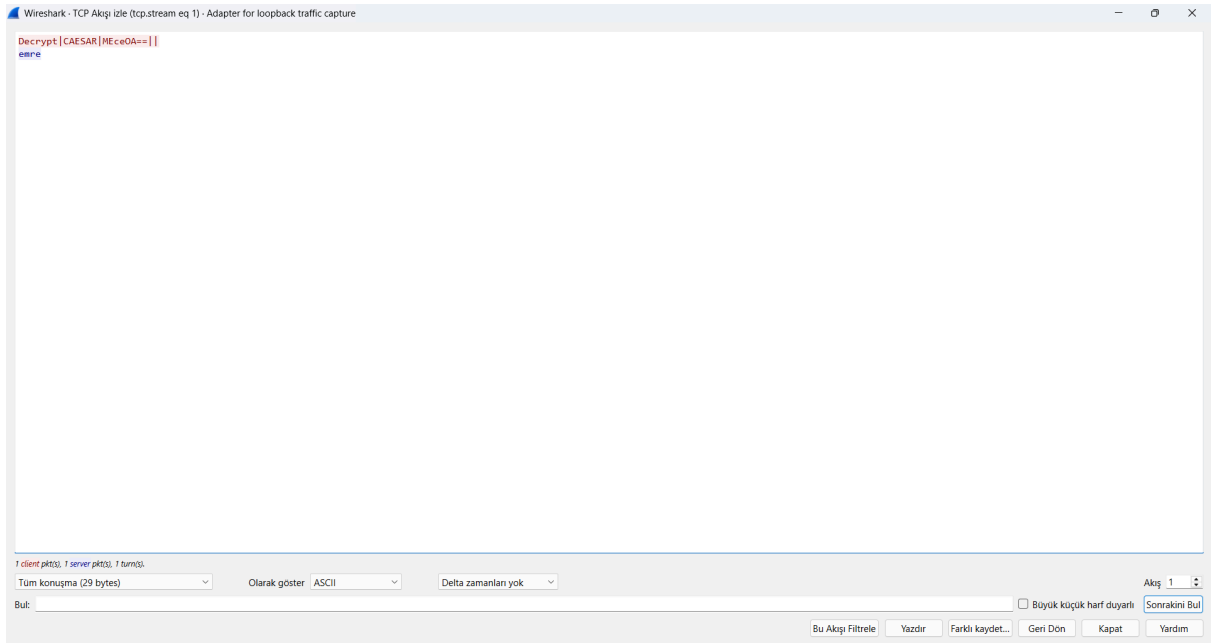 Wireshark · TCP Akışı izle (tcp.stream eq 1) · Adapter for loopback traffic capture
Decrypt|CAESAR|MEceOA==||
emre
1 client pkt(s), 1 server pkt(s), 1 turn(s).
Tüm konuşma (29 bytes) Olarak göster ASCII Delta zamanları yok Akış 1
Bul: Büyük küçük harf duyarlı Sonrakini Bul
Bu Akışı Filtrele Yazdır Farklı kaydet... Geri Dön Kapat Yardım